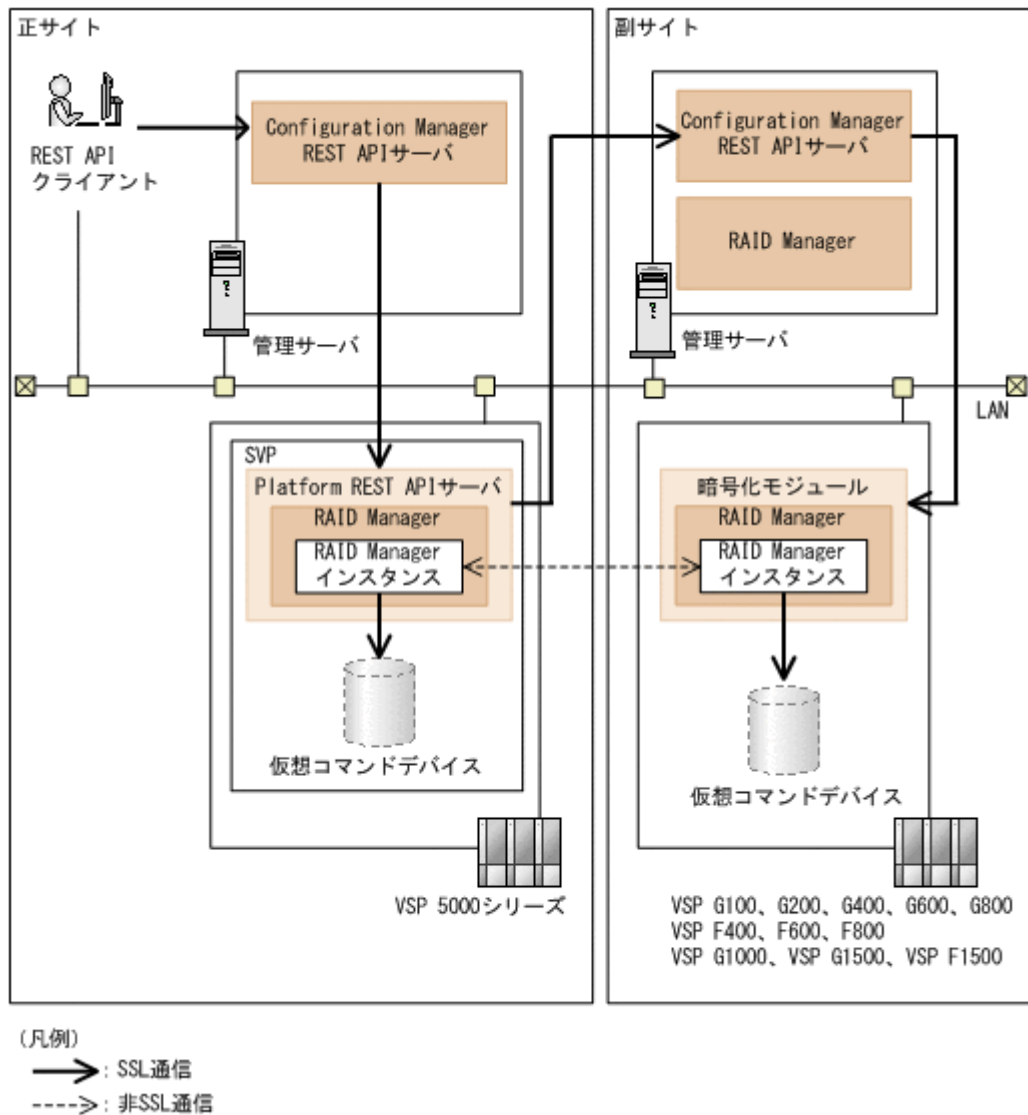 正サイト
REST API
クライアント
Configuration Manager
REST APIサーバ
管理サーバ
SVP
Platform REST APIサーバ
RAID Manager
RAID Manager
インスタンス
仮想コマンドデバイス
VSP 5000シリーズ
副サイト
Configuration Manager
REST APIサーバ
RAID Manager
管理サーバ
LAN
暗号化モジュール
RAID Manager
RAID Manager
インスタンス
仮想コマンドデバイス
VSP G100、G200、G400、G600、G800
VSP F400、F600、F800
VSP G1000、VSP G1500、VSP F1500
(凡例)
: SSL通信
: 非SSL通信